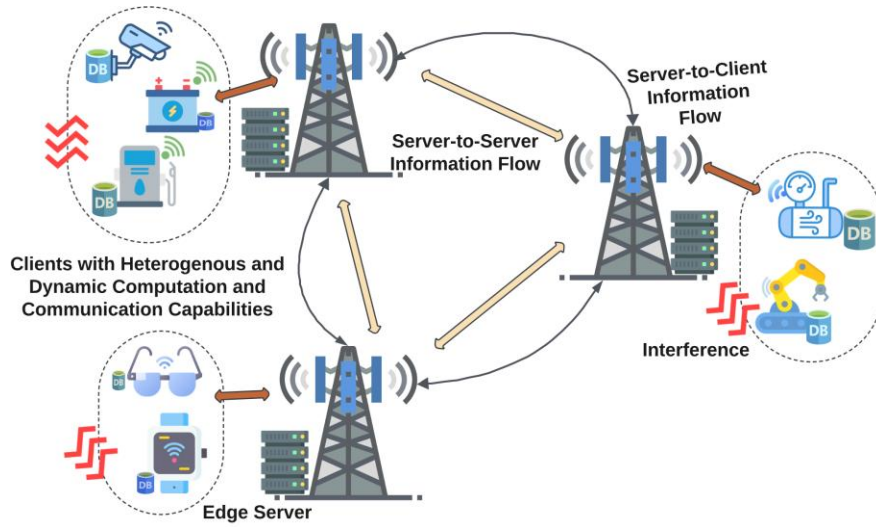 DB
DB
DB
Server-to-Client
Information
Flow
Server-to-Server
Information Flow
DB
DB
Clients with Heterogenous and
Dynamic Computation and
Communication Capabilities
Interference
DB
DB
Edge Server